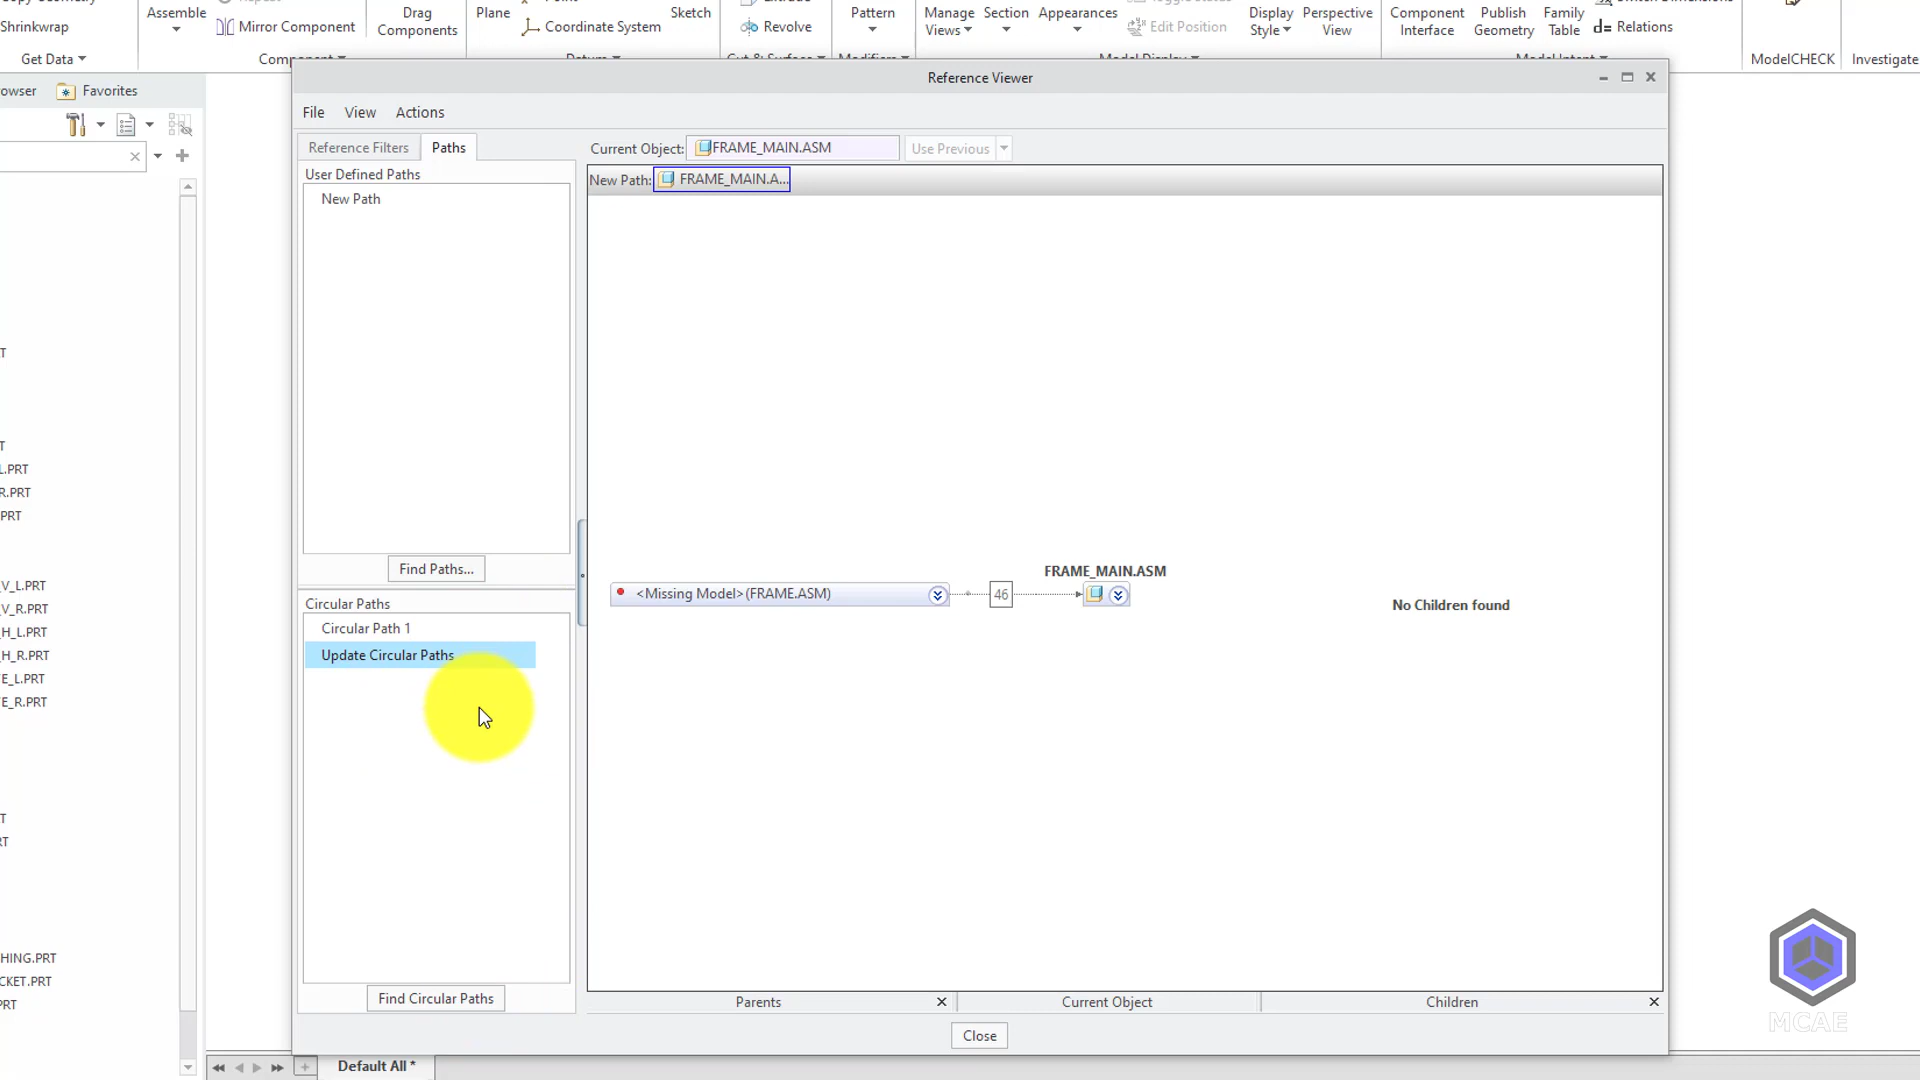 Assemble
Mirror Component
Drag
Components
Plane
Coordinate System
Sketch
Revolve
Pattern
Manage
Views
Section
Appearances
Edit Position
Display
Style
Perspective
View
Component
Interface
Publish
Geometry
Family
Table
d= Relations
Shrinkwrap
Get Data
ModelCHECK
Investigate
Reference Viewer
owser
Favorites
File
View
Actions
Reference Filters
Paths
Current Object:
FRAME_MAIN.ASM
Use Previous
User Defined Paths
New Path:
FRAME_MAIN.A...
New Path
T
T
L.PRT
R.PRT
PRT
Find Paths...
_V_L.PRT
_V_R.PRT
_H_L.PRT
_H_R.PRT
E_L.PRT
E_R.PRT
T
T
HING.PRT
CKET.PRT
PRT
Circular Paths
Circular Path 1
Update Circular Paths
Find Circular Paths
<Missing Model>(FRAME.ASM)
46
FRAME_MAIN.ASM
No Children found
Parents
Current Object
Children
Close
Default All *
MCAE